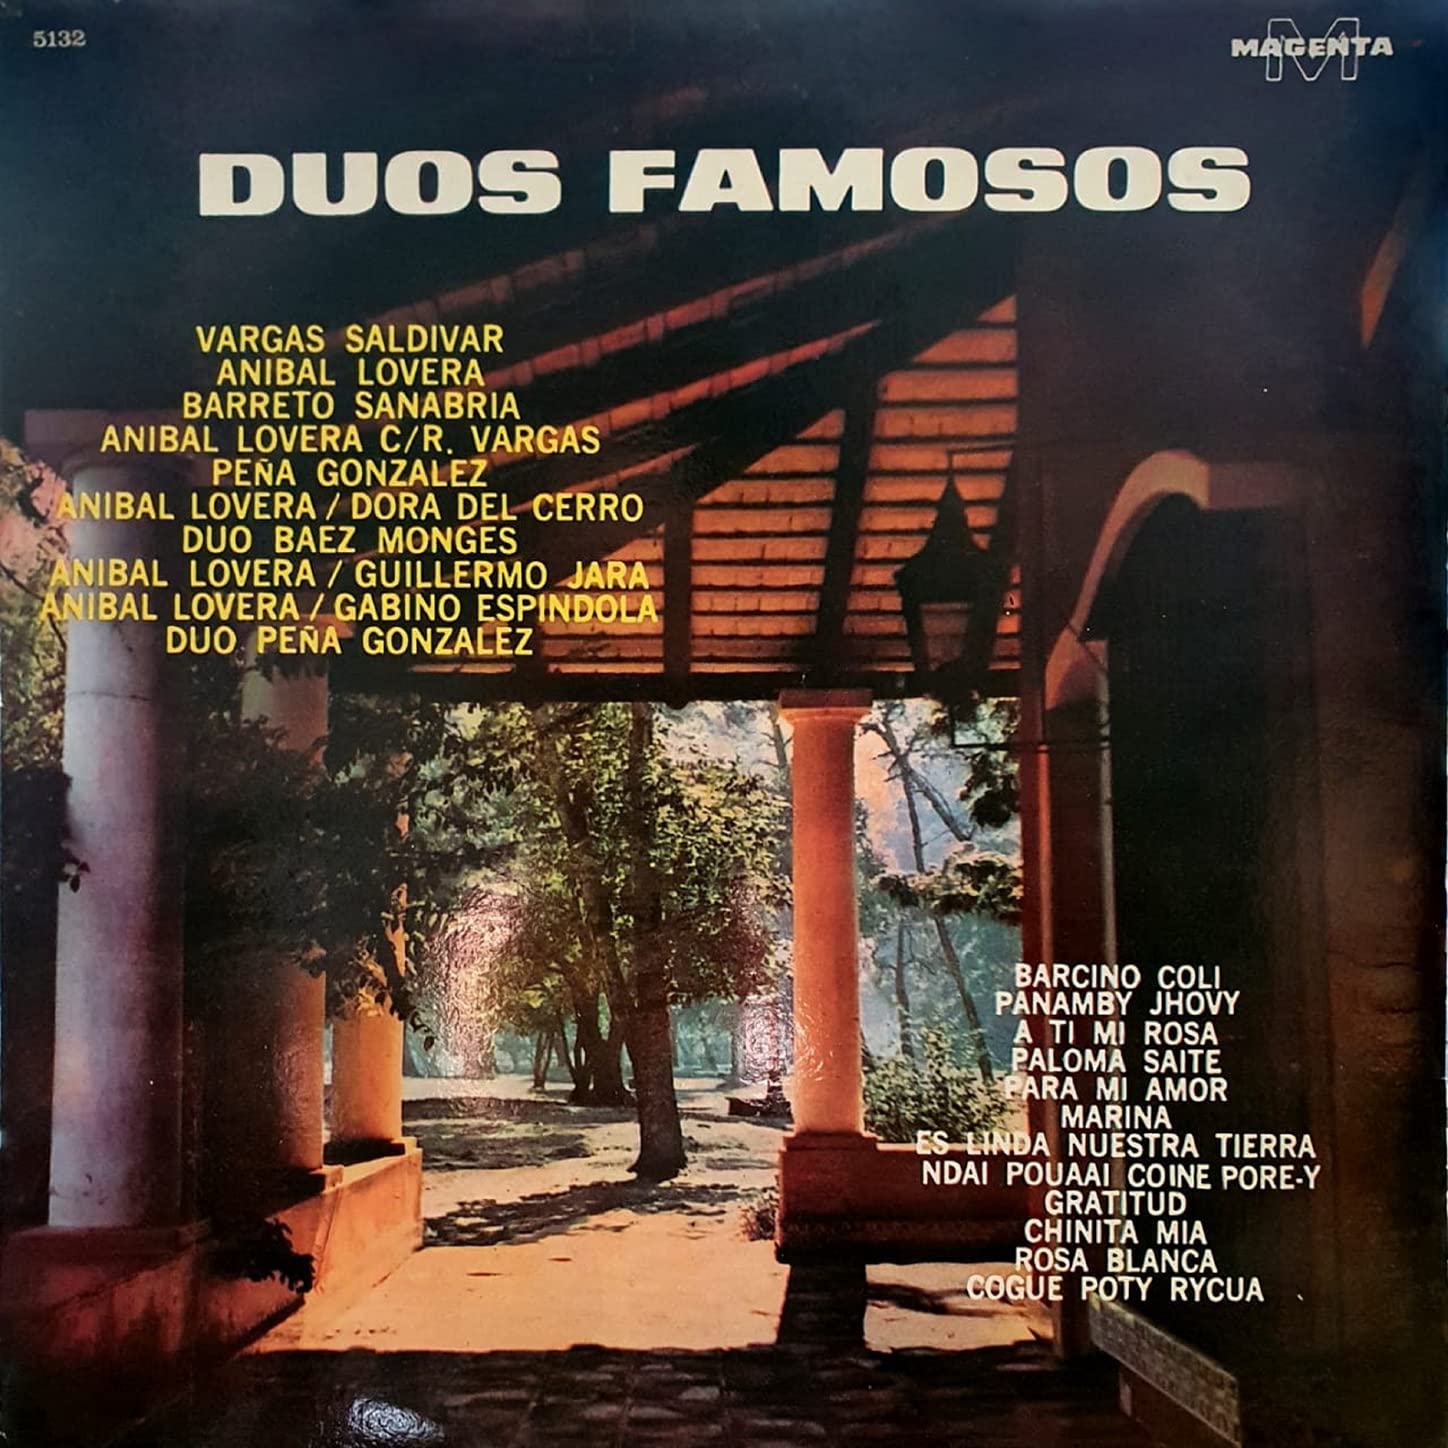 5132
MAGENTA
DUOS FAMOSOS
VARGAS SALDIVAR
ANIBAL LOVERA
BARRETO SANABRIA
ANIBAL LOVERA C/R. VARGAS
PEÑA GONZALEZ
ANIBAL LOVERA / DORA DEL CERRO
DUO BAEZ MONGES
ANIBAL LOVERA / GUILLERMO JARA
ANIBAL LOVERA / GABINO ESPINDOLA
DUO PEÑA GONZALEZ
BARCINO COLI
PANAMBY JHOVY
A TI MI ROSA
PALOMA SAITE
PARA MI AMOR
MARINA
ES LINDA NUESTRA TIERRA
NDAI POUAAI COINE PORE-Y
GRATITUD
CHINITA MIA
ROSA BLANCA
COGUE POTY RYCUA